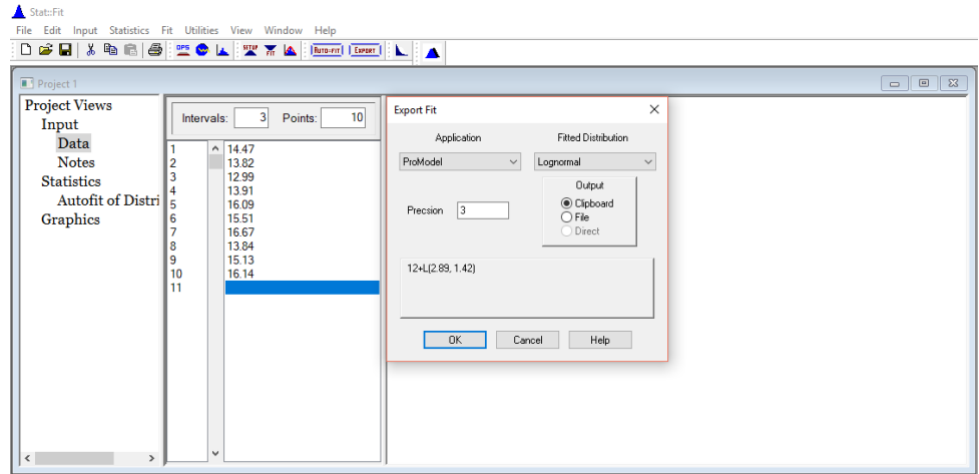 Stat::Fit
File Edit Input Statistics Fit Utilities View Window Help
OPS SETUP FIT AUTO-FIT EXPORT
Project 1
Project Views
Input
Data
Notes
Statistics
Autofit of Distri
Graphics
Intervals: 3 Points: 10
1 14.47
2 13.82
3 12.99
4 13.91
5 16.09
6 15.51
7 16.67
8 13.84
9 15.13
10 16.14
11
Export Fit
Application Fitted Distribution
ProModel Lognormal
Output
Precsion 3
Clipboard
File
Direct
12+L(2.89, 1.42)
OK Cancel Help